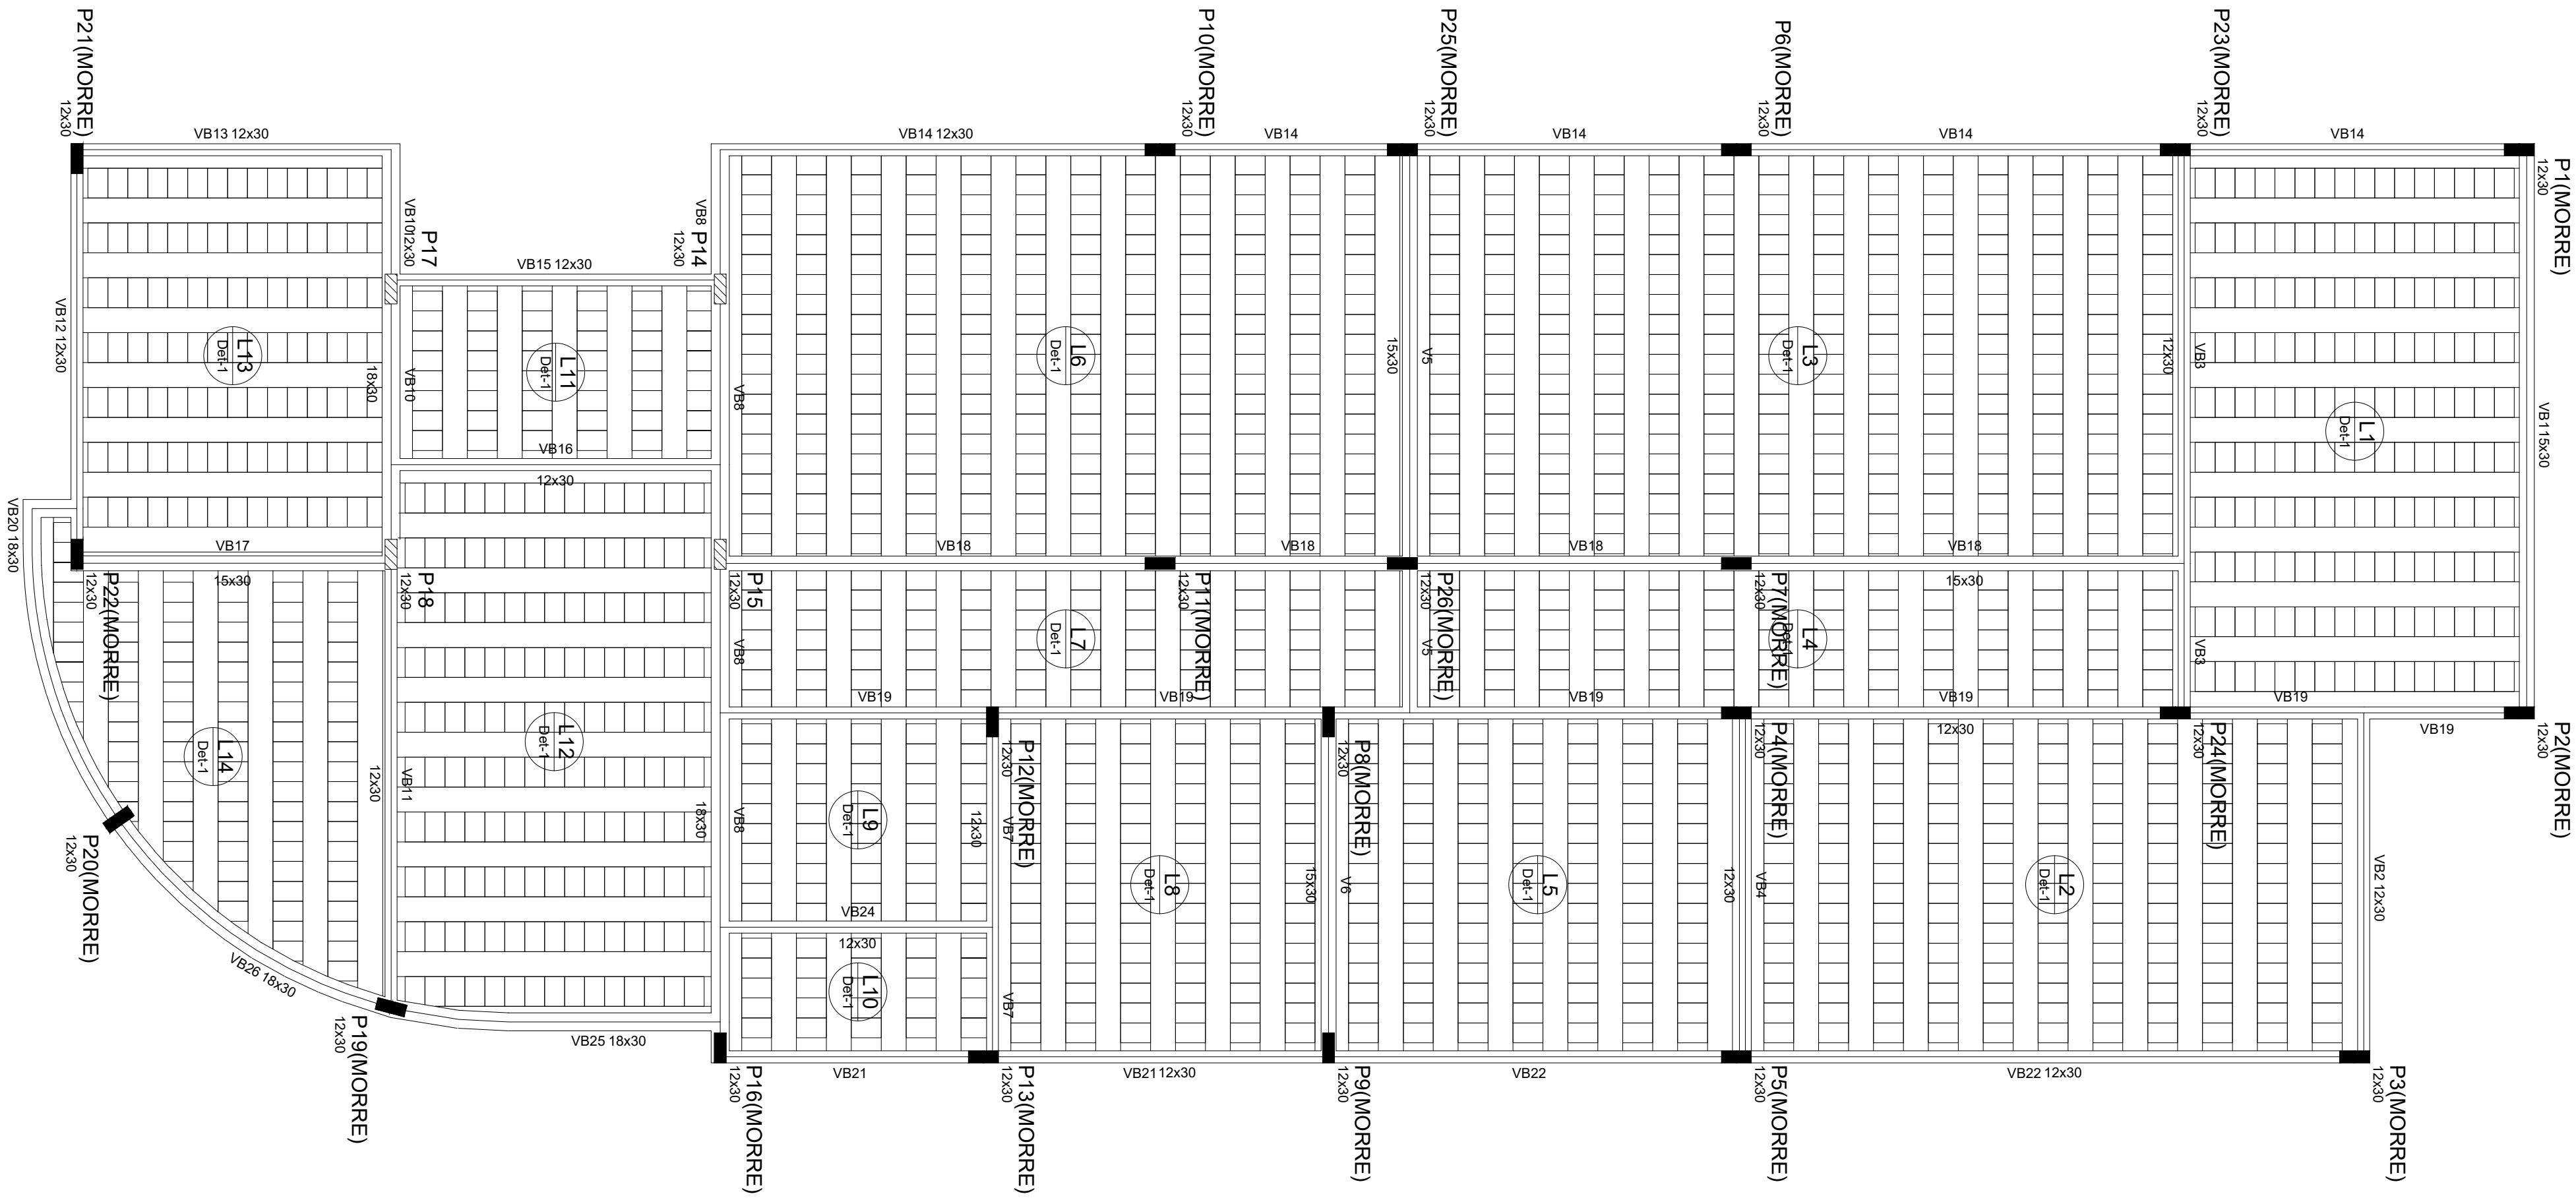 P21(MORRE)
12x30
P10(MORRE)
12x30
P25(MORRE)
12x30
P6(MORRE)
12x30
P23(MORRE)
12x30
P1(MORRE)
12x30
VB13 12x30
VB14 12x30
VB14
VB14
VB14
VB14
VB10
12x30
P17
VB15 12x30
VB8
P14
12x30
VB12 12x30
L13
Det-1
18x30
VB10
L11
Det-1
VB8
L6
Det-1
15x30
V5
L3
Det-1
12x30
VB3
L1
Det-1
VB1
15x30
VB16
12x30
VB20 18x30
VB17
15x30
VB18
VB18
VB18
VB18
15x30
P22(MORRE)
12x30
P18
12x30
P15
12x30
P11(MORRE)
12x30
P26(MORRE)
12x30
P7(MORRE)
12x30
VB8
L7
Det-1
V5
L4
Det-1
VB3
VB19
VB19
VB19
VB19
12x30
VB19
VB19
L14
Det-1
12x30
VB11
L12
Det-1
18x30
VB8
L9
Det-1
12x30
P12(MORRE)
12x30
VB7
P8(MORRE)
12x30
P4(MORRE)
12x30
P24(MORRE)
12x30
P2(MORRE)
12x30
P20(MORRE)
12x30
L8
Det-1
15x30
V6
L5
Det-1
12x30
VB4
L2
Det-1
VB2 12x30
VB24
12x30
L10
Det-1
VB7
VB26 18x30
P19(MORRE)
12x30
VB25 18x30
VB21
VB21
12x30
VB22
VB22 12x30
P16(MORRE)
12x30
P13(MORRE)
12x30
P9(MORRE)
12x30
P5(MORRE)
12x30
P3(MORRE)
12x30